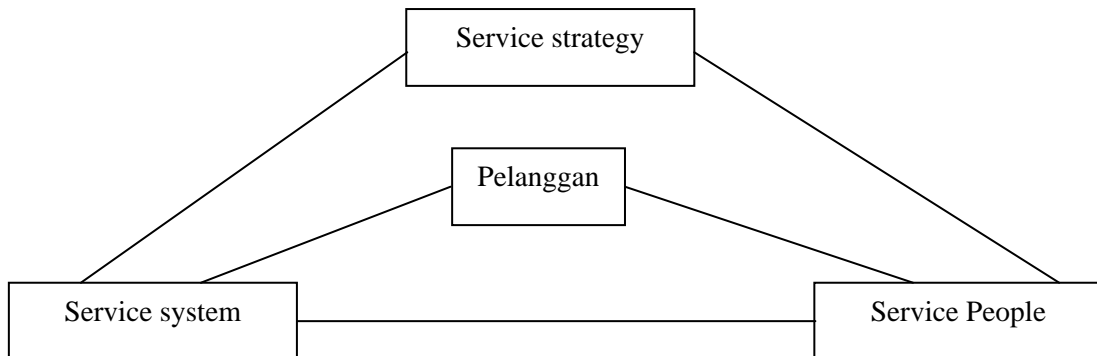 Service strategy
Pelanggan
Service system
Service People